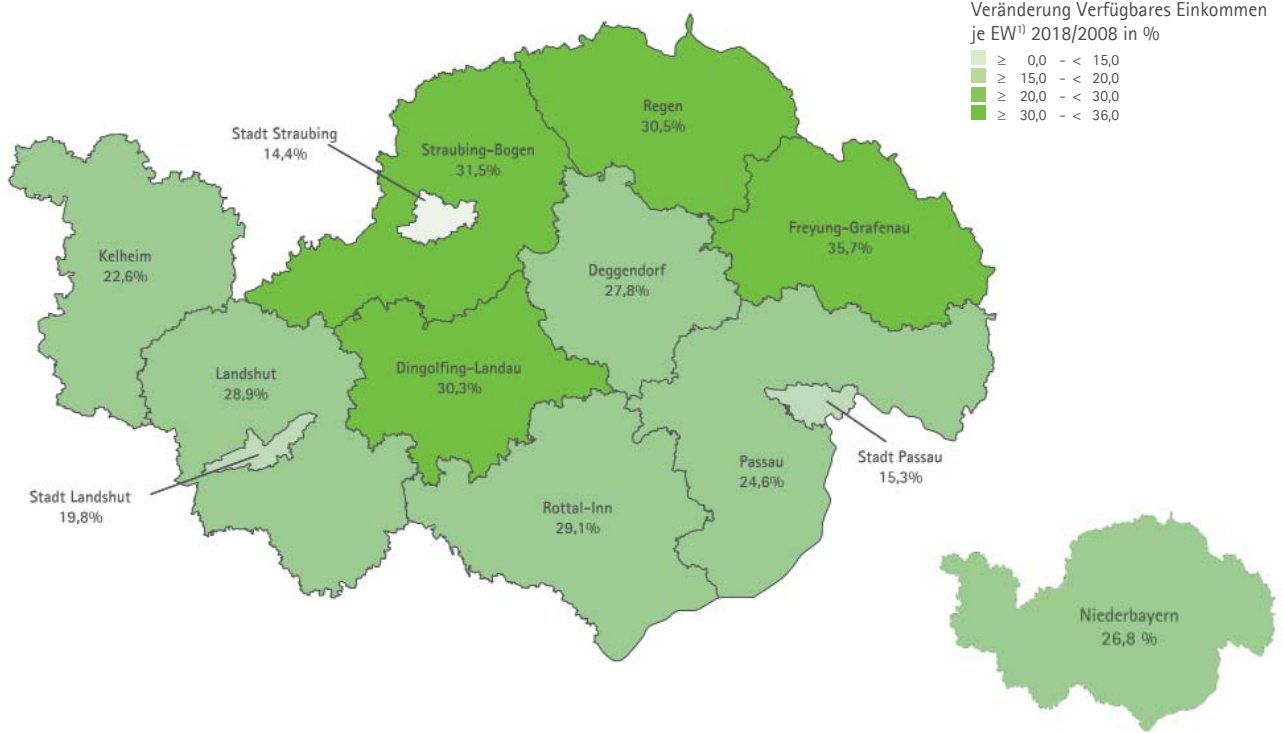 Veränderung Verfügbares Einkommen
je EW¹⁾ 2018/2008 in %
≥ 0,0 - < 15,0
≥ 15,0 - < 20,0
≥ 20,0 - < 30,0
≥ 30,0 - < 36,0
Regen
30,5%
Stadt Straubing
14,4%
Straubing-Bogen
31,5%
Freyung-Grafenau
35,7%
Kelheim
22,6%
Deggendorf
27,8%
Landshut
28,9%
Dingolfing-Landau
30,3%
Stadt Landshut
19,8%
Passau
24,6%
Stadt Passau
15,3%
Rottal-Inn
29,1%
Niederbayern
26,8 %